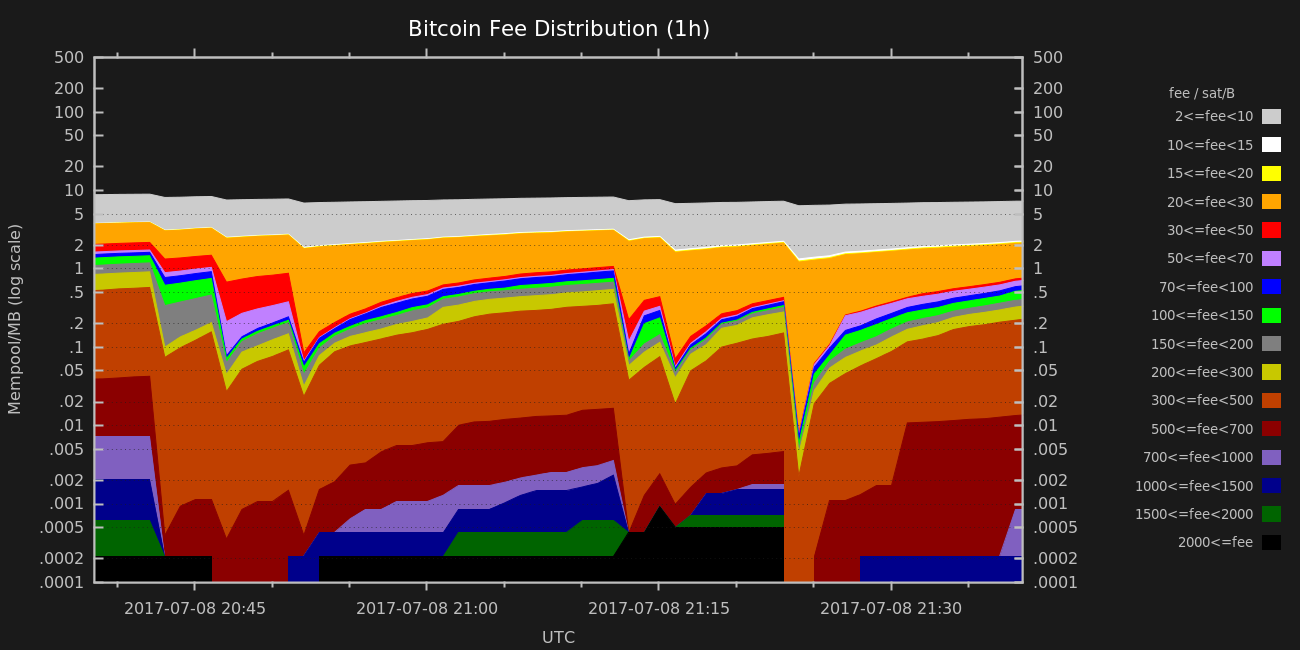 Bitcoin Fee Distribution (1h)
500
200
100
50
20
10
5
2
1
.5
.2
.1
.05
.02
.01
.005
.002
.001
.0005
.0002
.0001
Mempool/MB (log scale)
500
200
100
50
20
10
5
2
1
.5
.2
.1
.05
.02
.01
.005
.002
.001
.0005
.0002
.0001
2017-07-08 20:45
2017-07-08 21:00
2017-07-08 21:15
2017-07-08 21:30
UTC
fee / sat/B
2<=fee<10
10<=fee<15
15<=fee<20
20<=fee<30
30<=fee<50
50<=fee<70
70<=fee<100
100<=fee<150
150<=fee<200
200<=fee<300
300<=fee<500
500<=fee<700
700<=fee<1000
1000<=fee<1500
1500<=fee<2000
2000<=fee